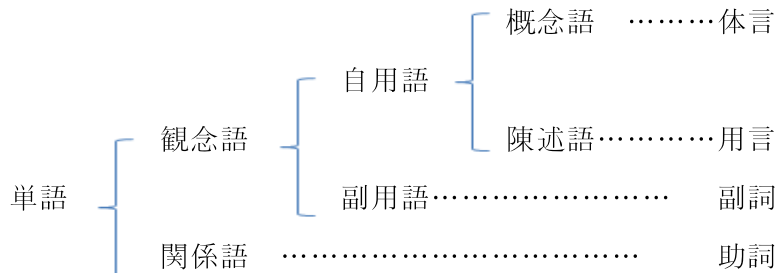 概念語 ………体言
自用語
陳述語…………用言
観念語
副用語…………………… 副詞
単語
関係語 ……………………………… 助詞